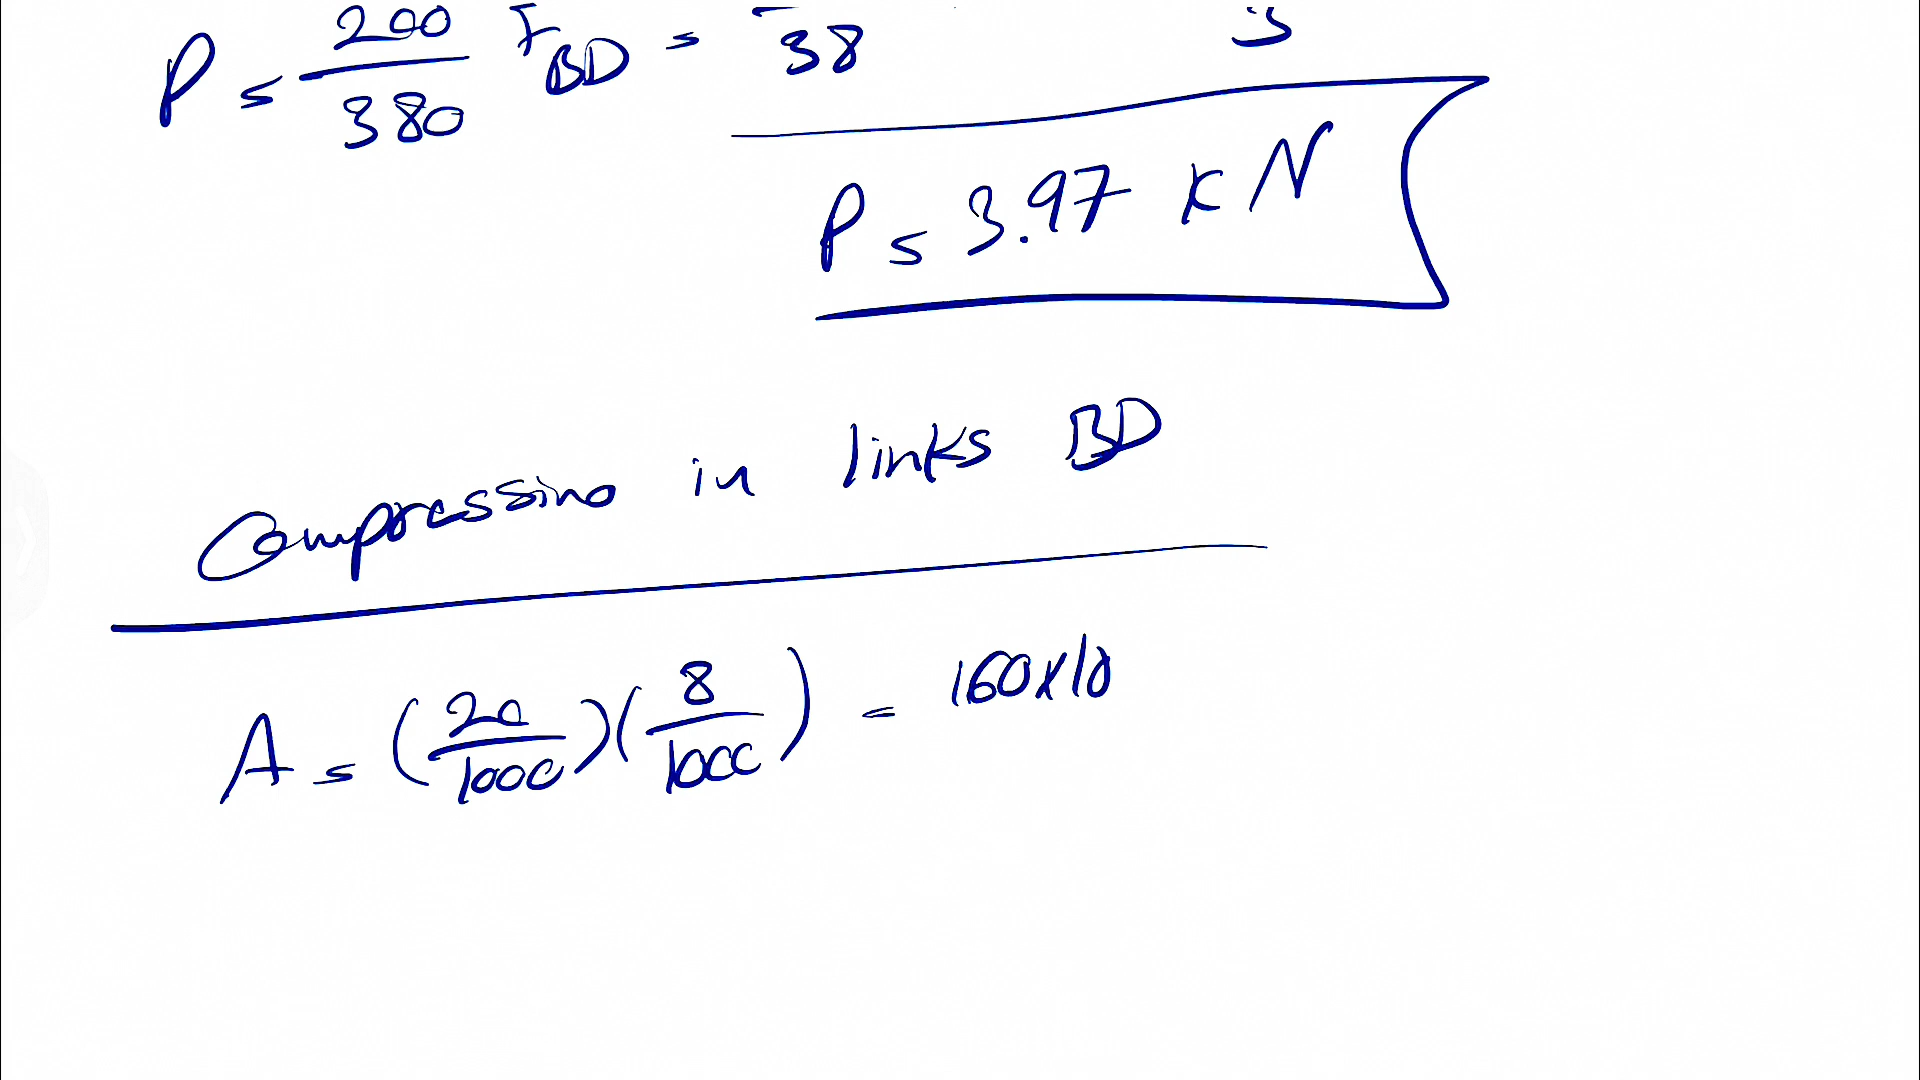 P = 200/380 F_BD = 38
P = 3.97 kN
Compressino in links BD
A = (20/1000)(8/1000) = 160x10